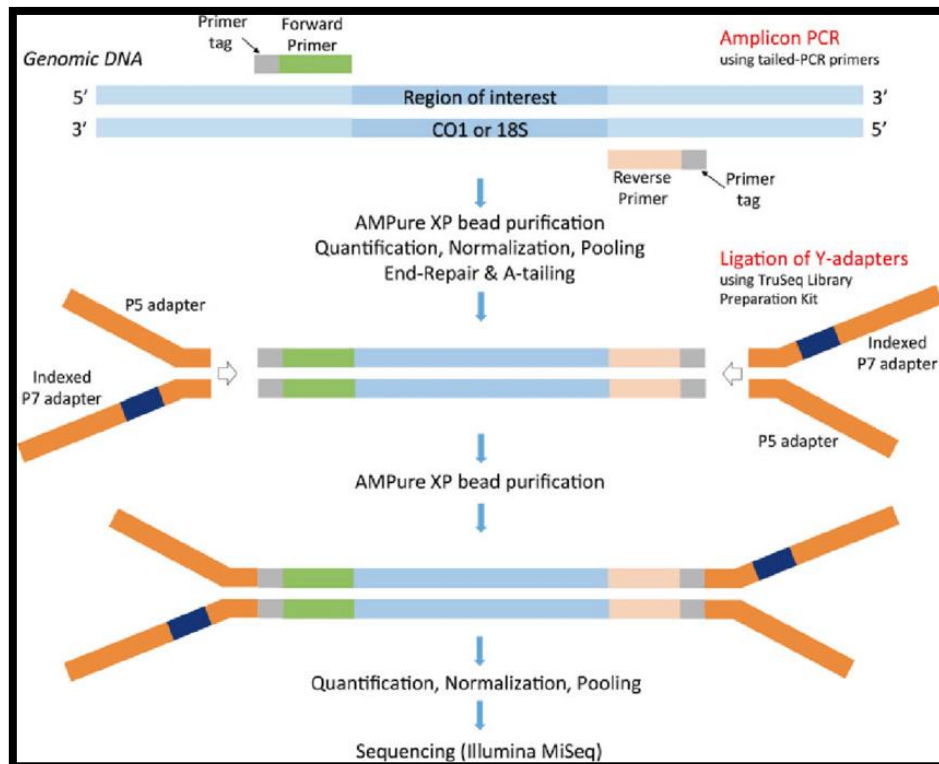 Primer
tag
Forward
Primer
Genomic DNA
Amplicon PCR
using tailed-PCR primers
5’
Region of interest
3’
3’
CO1 or 18S
5’
Reverse
Primer
Primer
tag
AMPure XP bead purification
Quantification, Normalization, Pooling
End-Repair & A-tailing
Ligation of Y-adapters
using TruSeq Library
Preparation Kit
P5 adapter
Indexed
P7 adapter
Indexed
P7 adapter
P5 adapter
AMPure XP bead purification
Quantification, Normalization, Pooling
Sequencing (Illumina MiSeq)